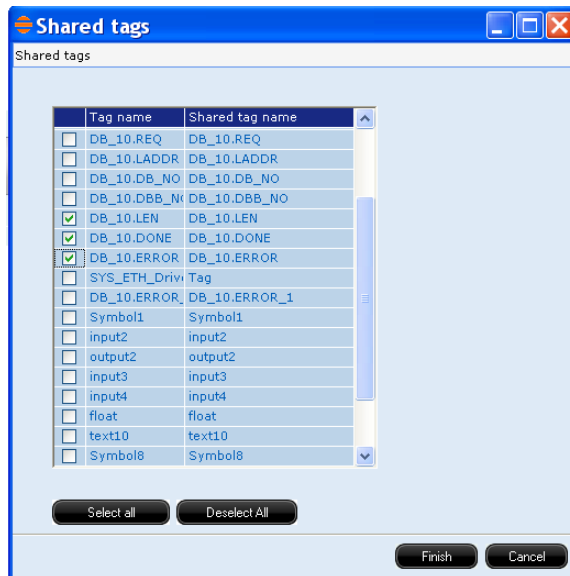 Shared tags
Shared tags
Tag name Shared tag name
DB_10.REQ DB_10.REQ
DB_10.LADDR DB_10.LADDR
DB_10.DB_NO DB_10.DB_NO
DB_10.DBB_NO DB_10.DBB_NO
DB_10.LEN DB_10.LEN
DB_10.DONE DB_10.DONE
DB_10.ERROR DB_10.ERROR
SYS_ETH_Driv Tag
DB_10.ERROR_ DB_10.ERROR_1
Symbol1 Symbol1
input2 input2
output2 output2
input3 input3
input4 input4
float float
text10 text10
Symbol8 Symbol8
Select all Deselect All
Finish Cancel